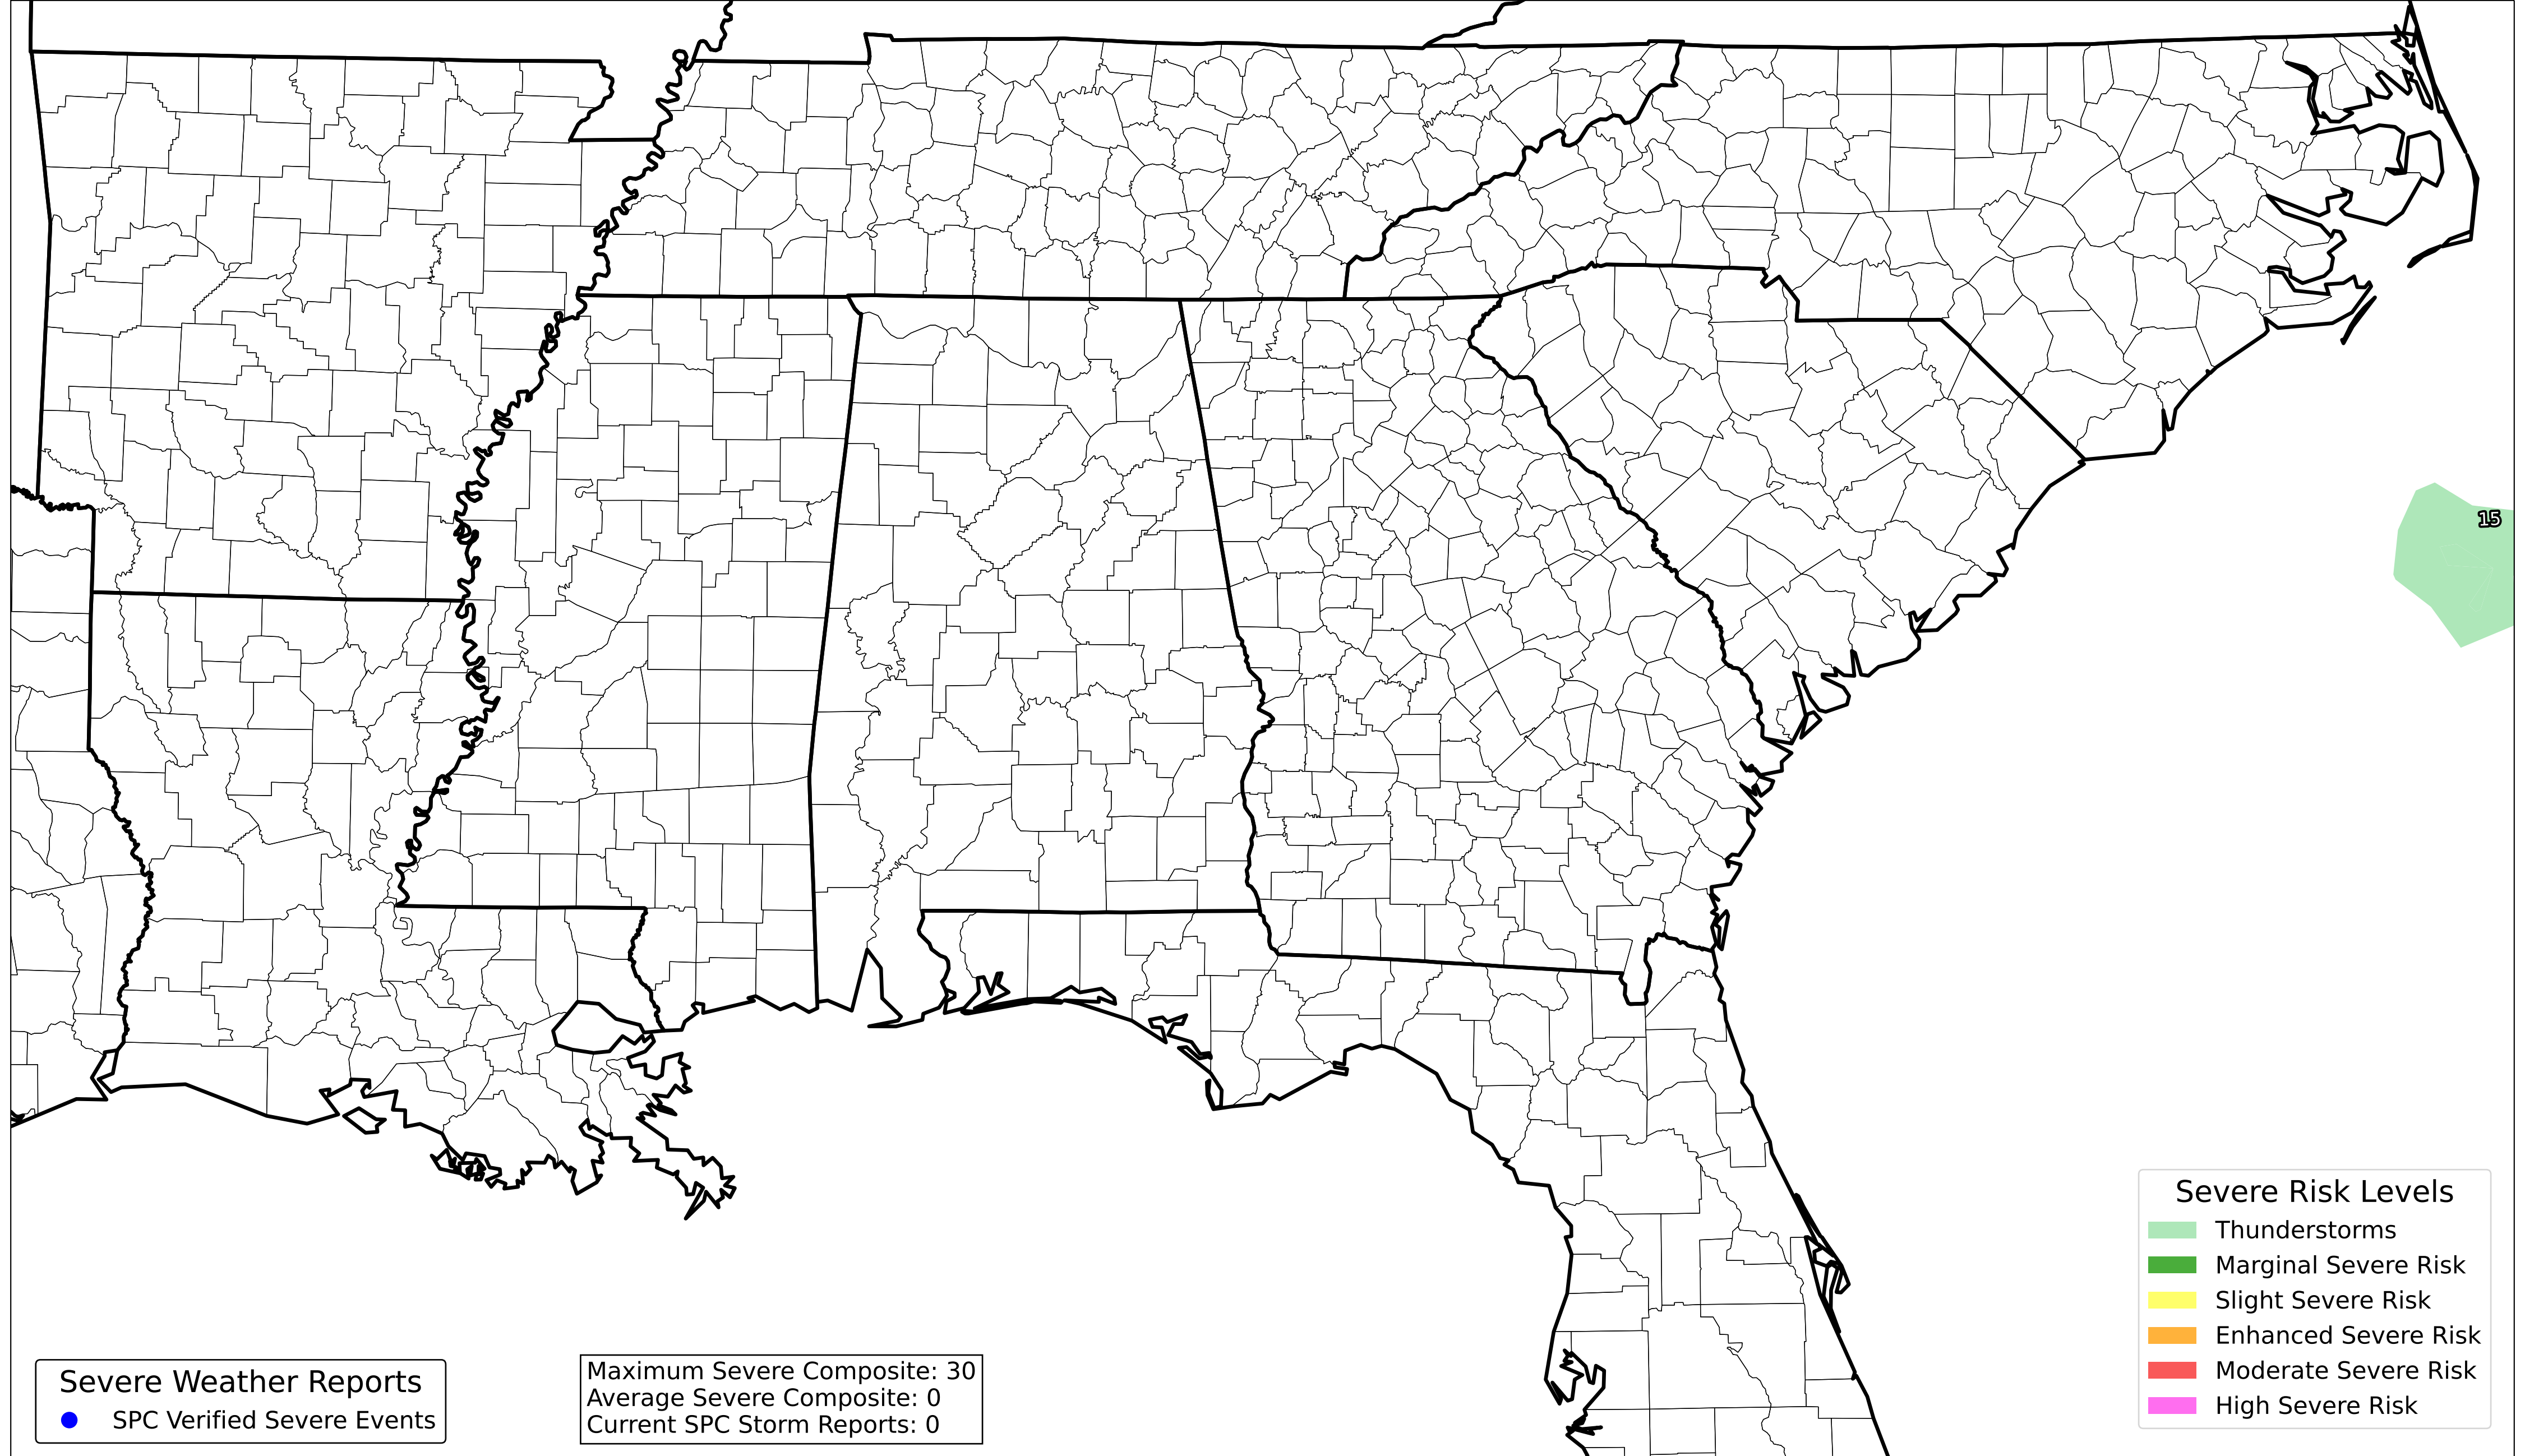 15
Severe Risk Levels
Thunderstorms
Marginal Severe Risk
Slight Severe Risk
Enhanced Severe Risk
Moderate Severe Risk
High Severe Risk
Severe Weather Reports
SPC Verified Severe Events
Maximum Severe Composite: 30
Average Severe Composite: 0
Current SPC Storm Reports: 0